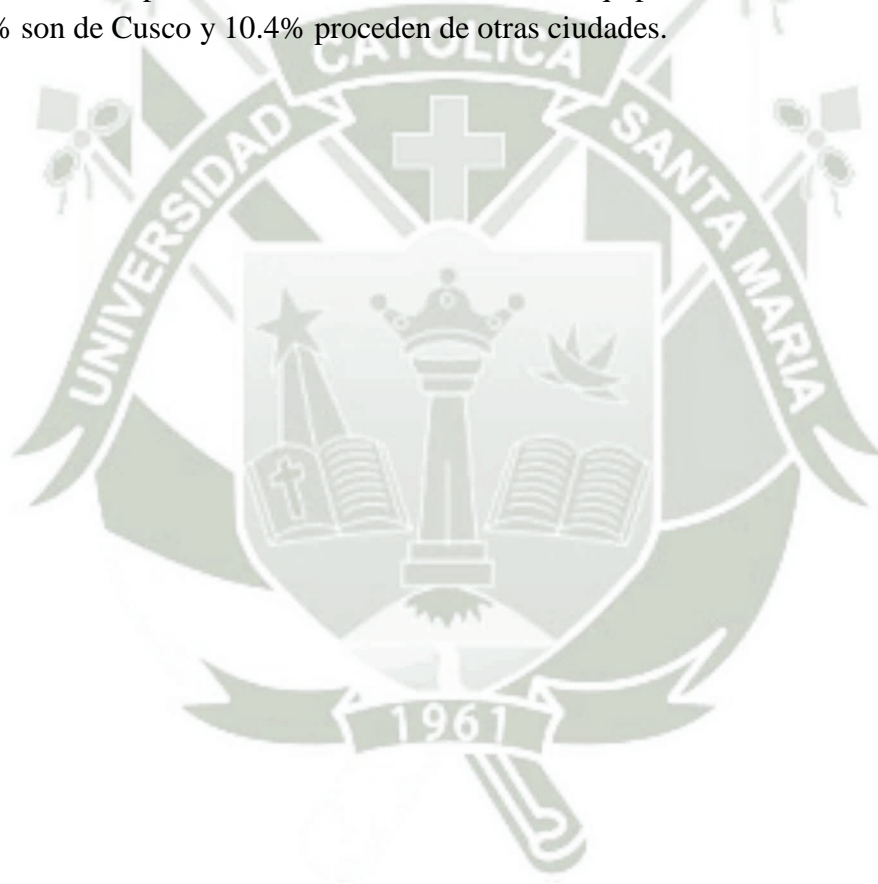 % son de Cusco y 10.4% proceden de otras ciudades.
CATOLICA
UNIVERSIDAD
SANTA MARIA
1961